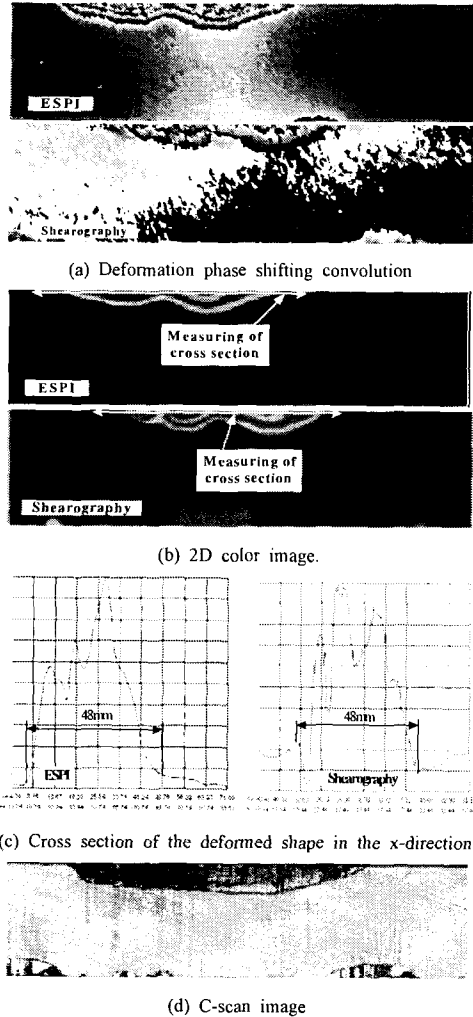 ESPI
Shearography
(a) Deformation phase shifting convolution
Measuring of
cross section
ESPI
Measuring of
cross section
Shearography
(b) 2D color image.
48mm
ESPI
48mm
Shearography
(c) Cross section of the deformed shape in the x-direction
(d) C-scan image